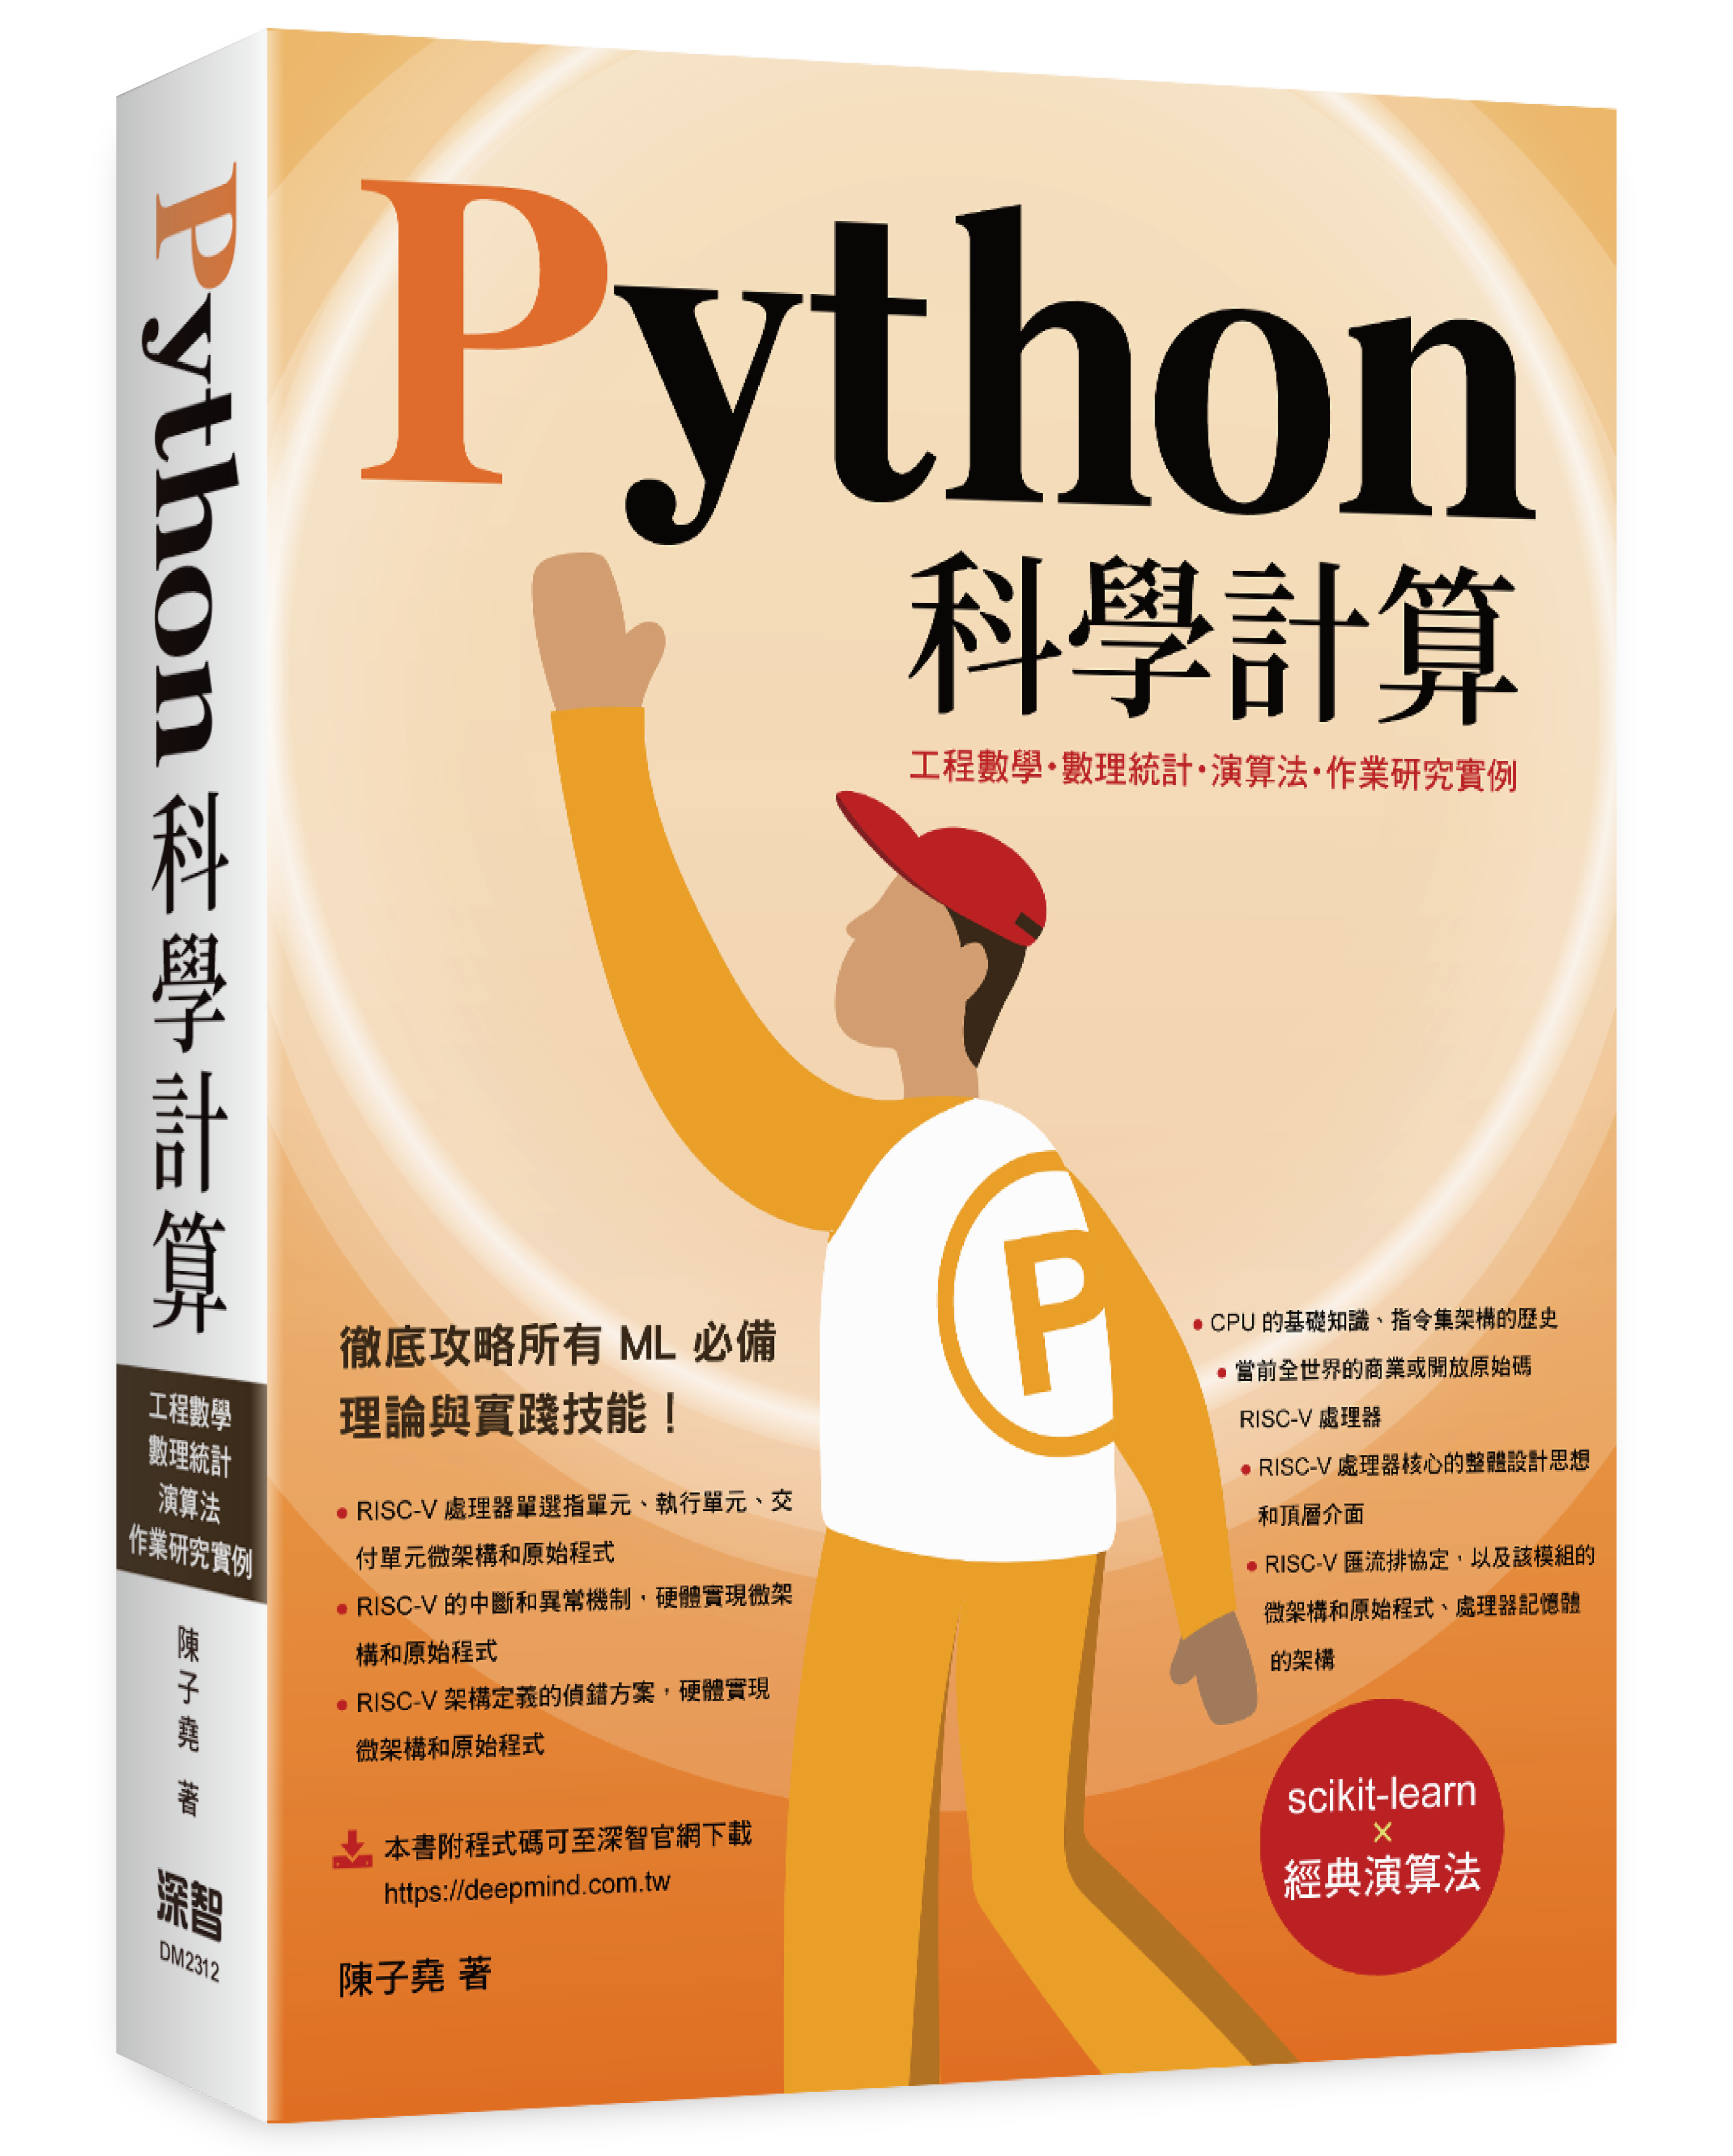 Python
科學計算
工程數學
數理統計
演算法
作業研究實例
陳子堯 著
深智
DM2312
Python
科學計算
工程數學・數理統計・演算法・作業研究實例
徹底攻略所有 ML 必備
理論與實踐技能！
• RISC-V 處理器單選指單元、執行單元、交
付單元微架構和原始程式
• RISC-V 的中斷和異常機制，硬體實現微架
構和原始程式
• RISC-V 架構定義的偵錯方案，硬體實現
微架構和原始程式
本書附程式碼可至深智官網下載
https://deepmind.com.tw
陳子堯 著
P
• CPU 的基礎知識、指令集架構的歷史
• 當前全世界的商業或開放原始碼
RISC-V 處理器
• RISC-V 處理器核心的整體設計思想
和頂層介面
• RISC-V 匯流排協定，以及該模組的
微架構和原始程式、處理器記憶體
的架構
scikit-learn
×
經典演算法